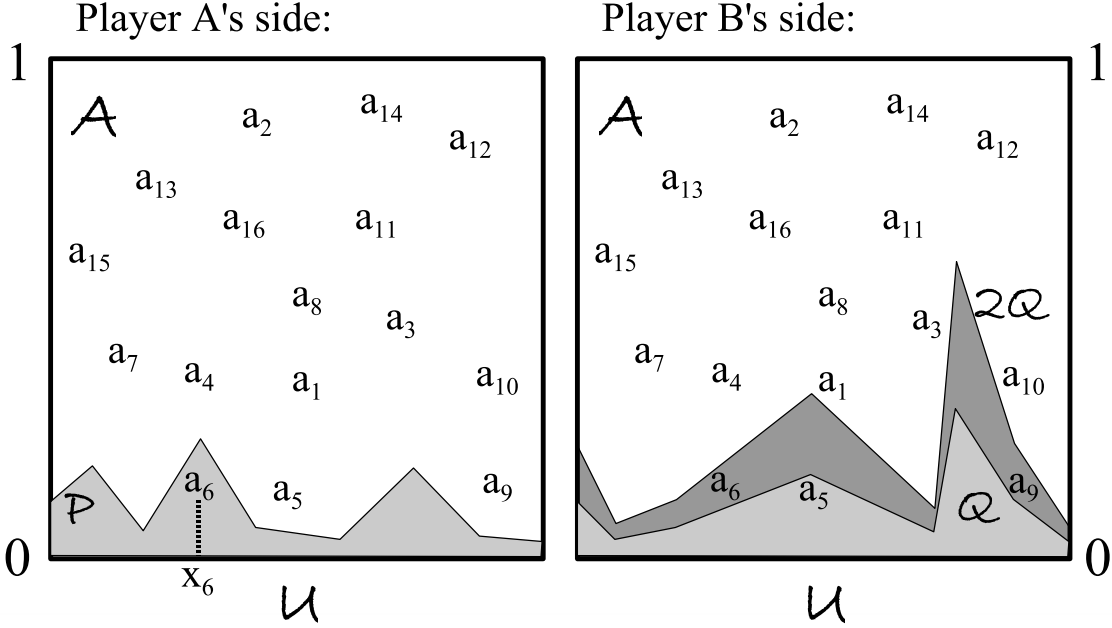 Player A's side: Player B's side:
1 1
A a₂ a₁₄ A a₂ a₁₄
a₁₂ a₁₂
a₁₃ a₁₃
a₁₆ a₁₁ a₁₆ a₁₁
a₁₅ a₁₅
a₈ a₈ 2Q
a₃ a₃
a₇ a₇
a₄ a₁ a₁₀ a₄ a₁ a₁₀
a₆ a₅ a₉ a₆ a₅ a₉
P Q
0 0
x₆
U U